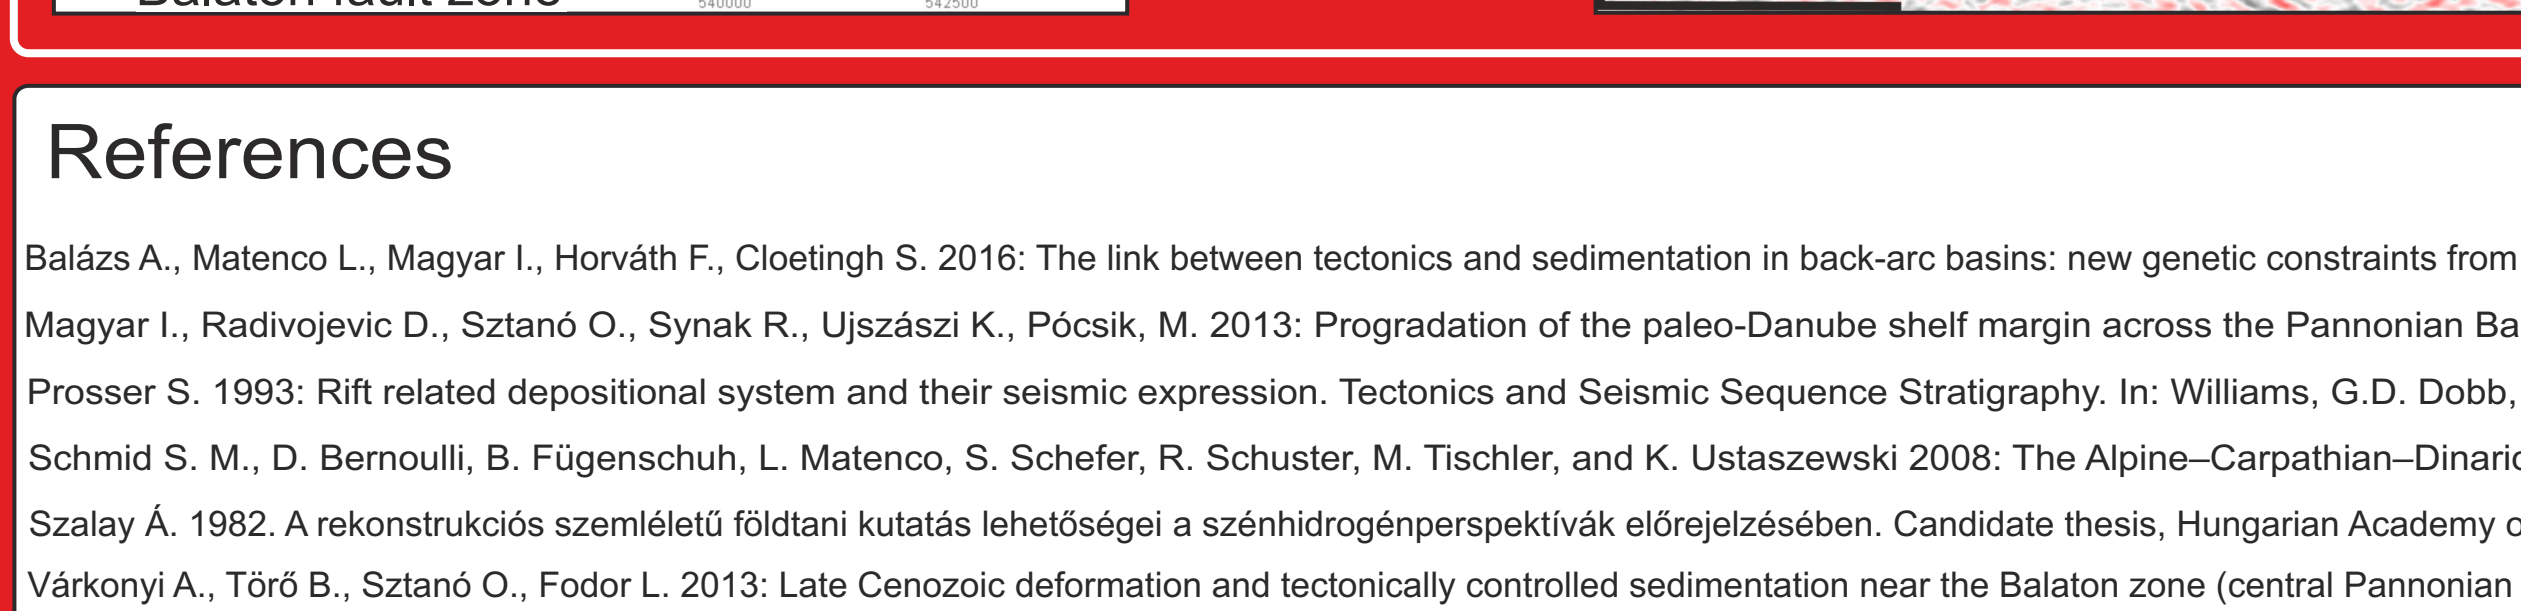 Balaton fault zone
540000 542500
References
Balázs A., Matenco L., Magyar I., Horváth F., Cloetingh S. 2016: The link between tectonics and sedimentation in back-arc basins: new genetic constraints from
Magyar I., Radivojevic D., Sztanó O., Synak R., Ujszászi K., Pócsik, M. 2013: Progradation of the paleo-Danube shelf margin across the Pannonian Ba
Prosser S. 1993: Rift related depositional system and their seismic expression. Tectonics and Seismic Sequence Stratigraphy. In: Williams, G.D. Dobb,
Schmid S. M., D. Bernoulli, B. Fügenschuh, L. Matenco, S. Schefer, R. Schuster, M. Tischler, and K. Ustaszewski 2008: The Alpine–Carpathian–Dinaric
Szalay Á. 1982. A rekonstrukciós szemléletű földtani kutatás lehetőségei a szénhidrogénperspektívák előrejelzésében. Candidate thesis, Hungarian Academy o
Várkonyi A., Törő B., Sztanó O., Fodor L. 2013: Late Cenozoic deformation and tectonically controlled sedimentation near the Balaton zone (central Pannonian